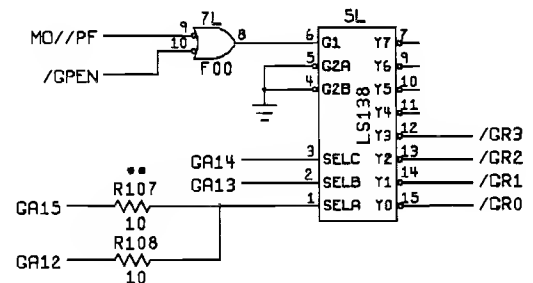 7L
5L
MO//PF
9
8
6
G1
Y7
7
10
F00
5
G2A
Y6
9
/GPEN
4
G2B
Y5
10
LS138
Y4
11
Y3
12
/GR3
GA14
3
SELC
Y2
13
/GR2
GA13
2
SELB
Y1
14
/GR1
**
R107
GA15
10
1
SELA
Y0
15
/GR0
R108
GA12
10